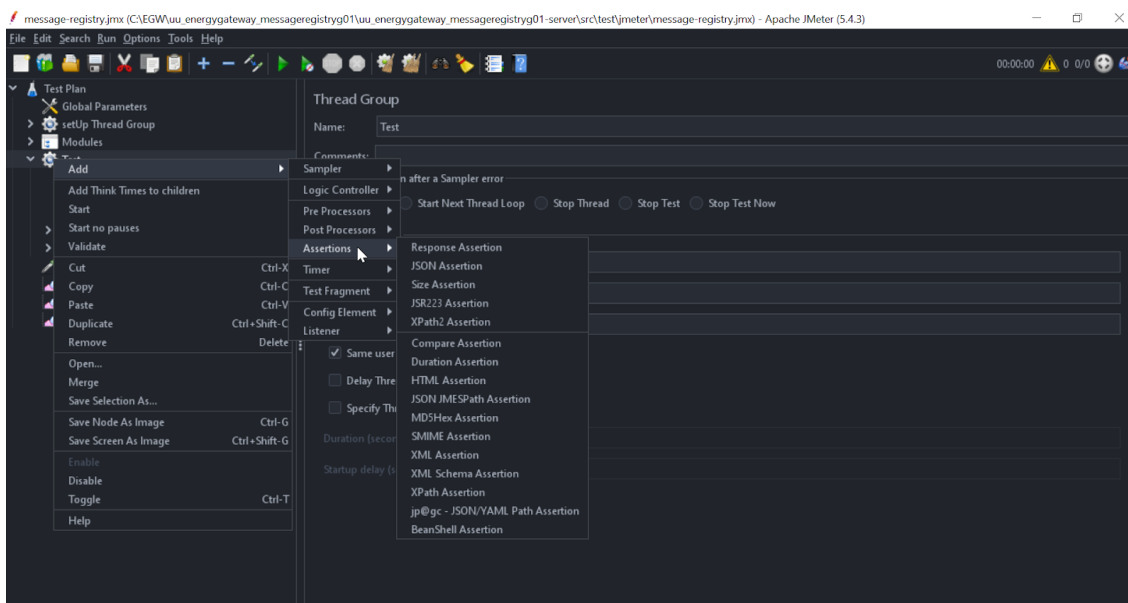 message-registry.jmx (C:\EGW\uu_energygateway_messageregistryg01\uu_energygateway_messageregistryg01-server\src\test\jmeter\message-registry.jmx) - Apache JMeter (5.4.3)
File Edit Search Run Options Tools Help
00:00:00 0 0/0
Test Plan
Global Parameters
setUp Thread Group
Modules
Test
Add
Add Think Times to children
Start
Start no pauses
Validate
Cut Ctrl-X
Copy Ctrl-C
Paste Ctrl-V
Duplicate Ctrl+Shift-C
Remove Delete
Open...
Merge
Save Selection As...
Save Node As Image Ctrl-G
Save Screen As Image Ctrl+Shift-G
Enable
Disable
Toggle Ctrl-T
Help
Sampler
Logic Controller
Pre Processors
Post Processors
Assertions
Timer
Test Fragment
Config Element
Listener
Response Assertion
JSON Assertion
Size Assertion
JSR223 Assertion
XPath2 Assertion
Compare Assertion
Duration Assertion
HTML Assertion
JSON JMESPath Assertion
MD5Hex Assertion
SMIME Assertion
XML Assertion
XML Schema Assertion
XPath Assertion
jp@gc - JSON/YAML Path Assertion
BeanShell Assertion
Thread Group
Name: Test
Comments:
n after a Sampler error
Start Next Thread Loop Stop Thread Stop Test Stop Test Now
Same user
Delay Thre
Specify Th
Duration (secon
Startup delay (s